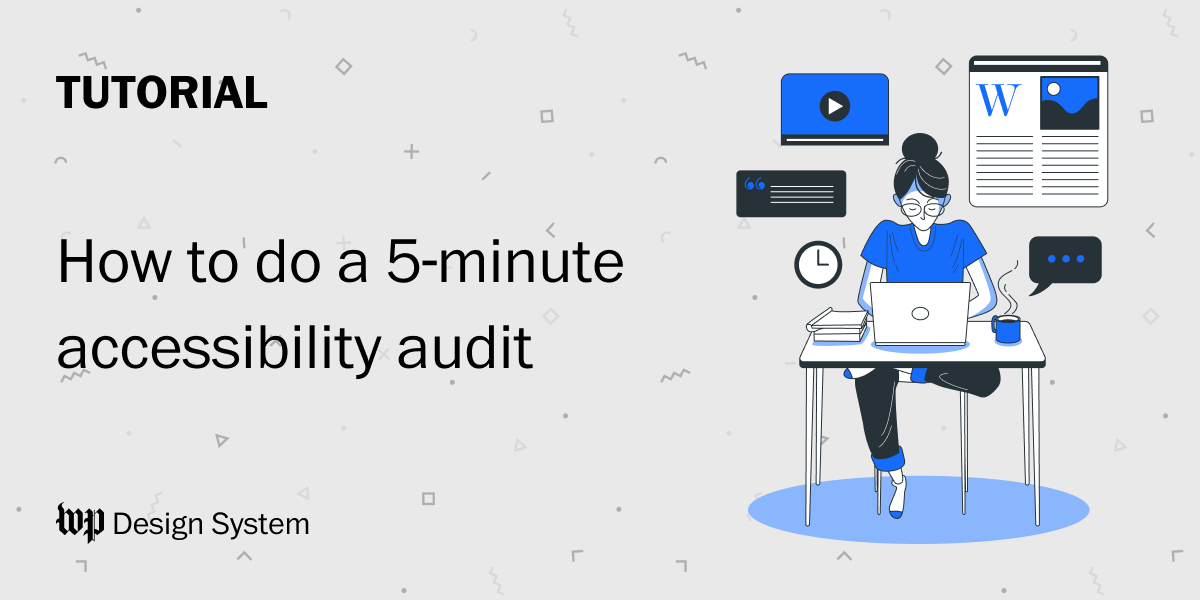 TUTORIAL
How to do a 5-minute
accessibility audit
wp Design System
W
“